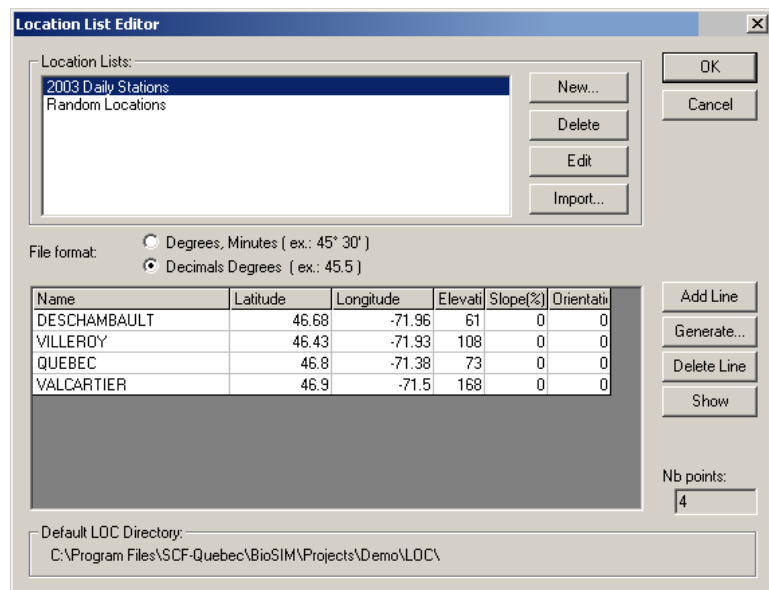 Location List Editor
Location Lists:
2003 Daily Stations
Random Locations
New...
Delete
Edit
Import...
OK
Cancel
File format:
Degrees, Minutes ( ex.: 45° 30' )
Decimals Degrees ( ex.: 45.5 )
Name Latitude Longitude Elevati Slope(%) Orientati
DESCHAMBAULT 46.68 -71.96 61 0 0
VILLEROY 46.43 -71.93 108 0 0
QUEBEC 46.8 -71.38 73 0 0
VALCARTIER 46.9 -71.5 168 0 0
Add Line
Generate...
Delete Line
Show
Nb points:
4
Default LOC Directory:
C:\Program Files\SCF-Quebec\BioSIM\Projects\Demo\LOC\